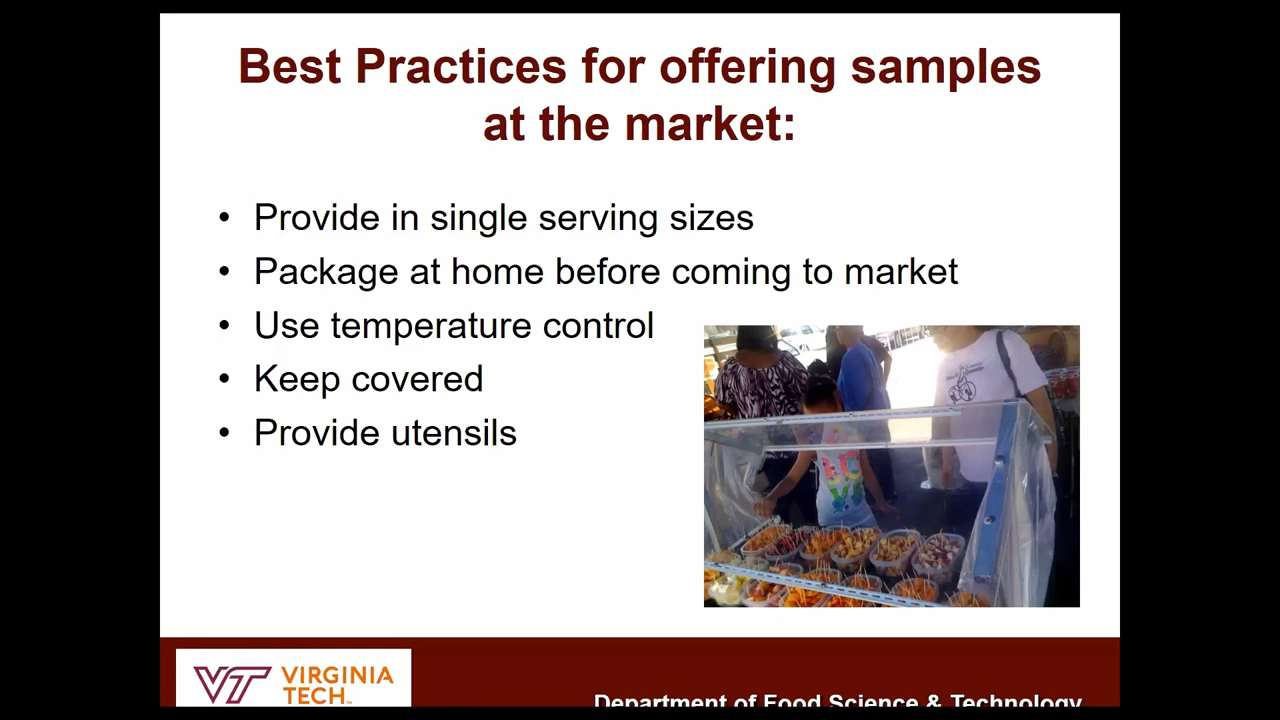 Best Practices for offering samples
at the market:
• Provide in single serving sizes
• Package at home before coming to market
• Use temperature control
• Keep covered
• Provide utensils
VIRGINIA
TECH
Department of Food Science & Technology